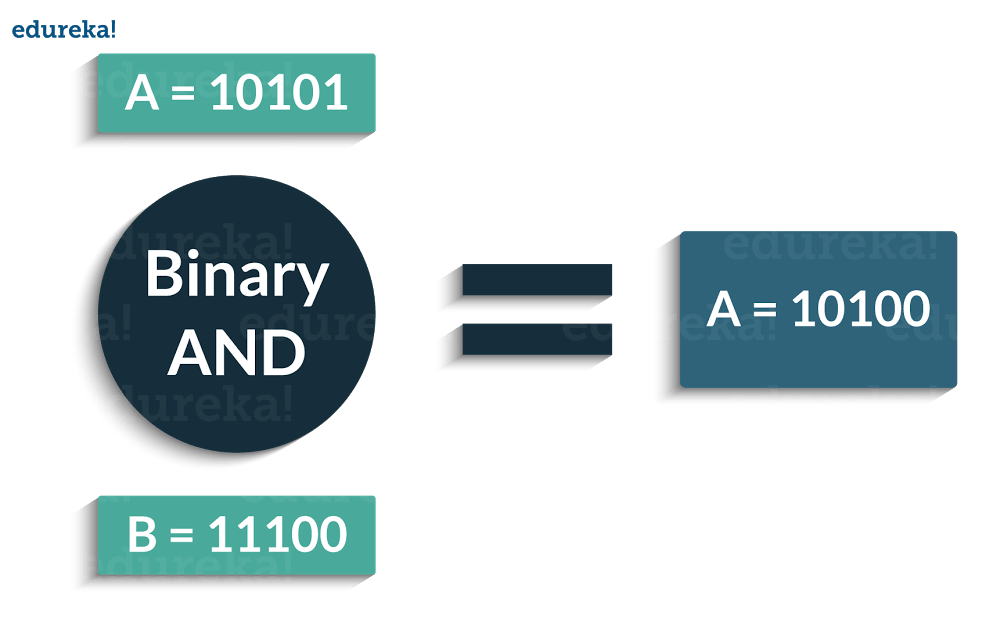 edureka!
A = 10101
Binary
AND
A = 10100
B = 11100